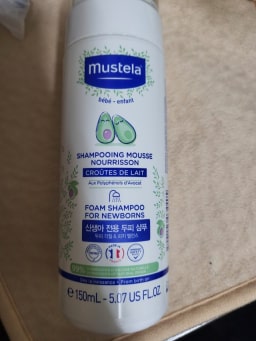 mustela
bébé - enfant
SHAMPOOING MOUSSE
NOURRISSON
CROÛTES DE LAIT
Aux Polyphénols d'Avocat
FOAM SHAMPOO
FOR NEWBORNS
신생아 전용 두피 샴푸
℮ 150mL - 5.07 US FL.OZ.